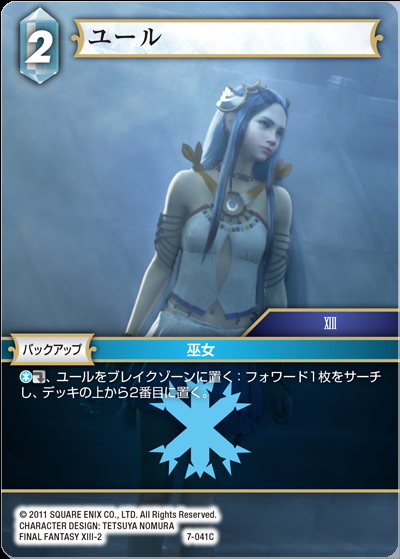 2
ユール
XIII
バックアップ
巫女
氷、ユールをブレイクゾーンに置く:フォワード1枚をサーチ
し、デッキの上から2番目に置く。
© 2011 SQUARE ENIX CO., LTD. All Rights Reserved.
CHARACTER DESIGN: TETSUYA NOMURA
FINAL FANTASY XIII-2
7-041C